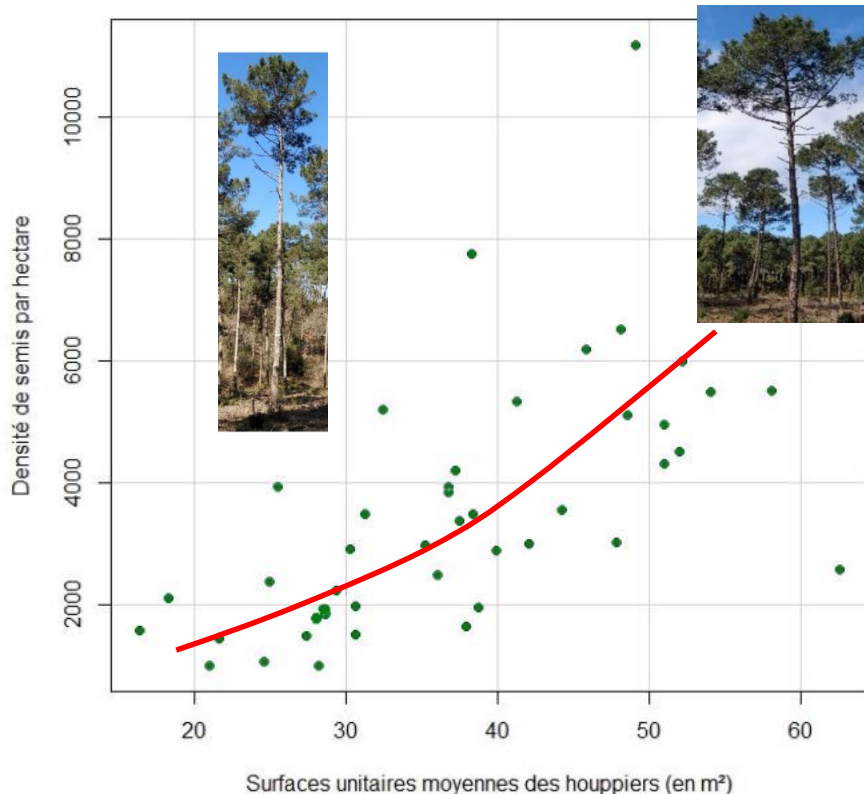 10000
8000
6000
4000
2000
Densité de semis par hectare
20 30 40 50 60
Surfaces unitaires moyennes des houppiers (en m²)